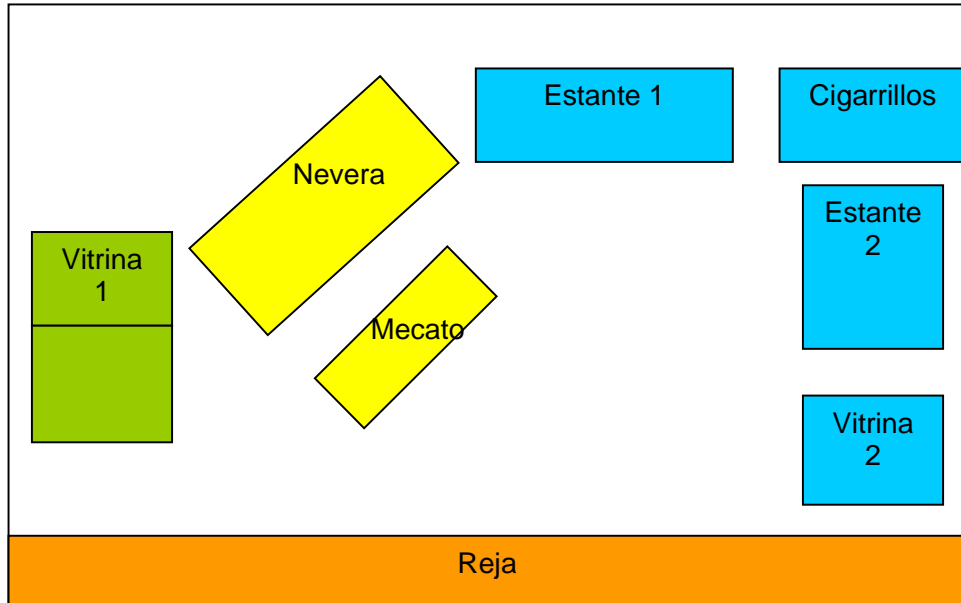 Estante 1
Cigarrillos
Nevera
Estante
2
Vitrina
1
Mecato
Vitrina
2
Reja